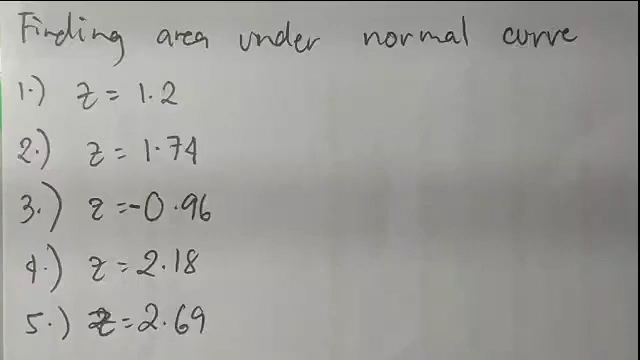 Finding area under normal curve
1.) z = 1.2
2.) z = 1.74
3.) z = -0.96
4.) z = 2.18
5.) z = 2.69